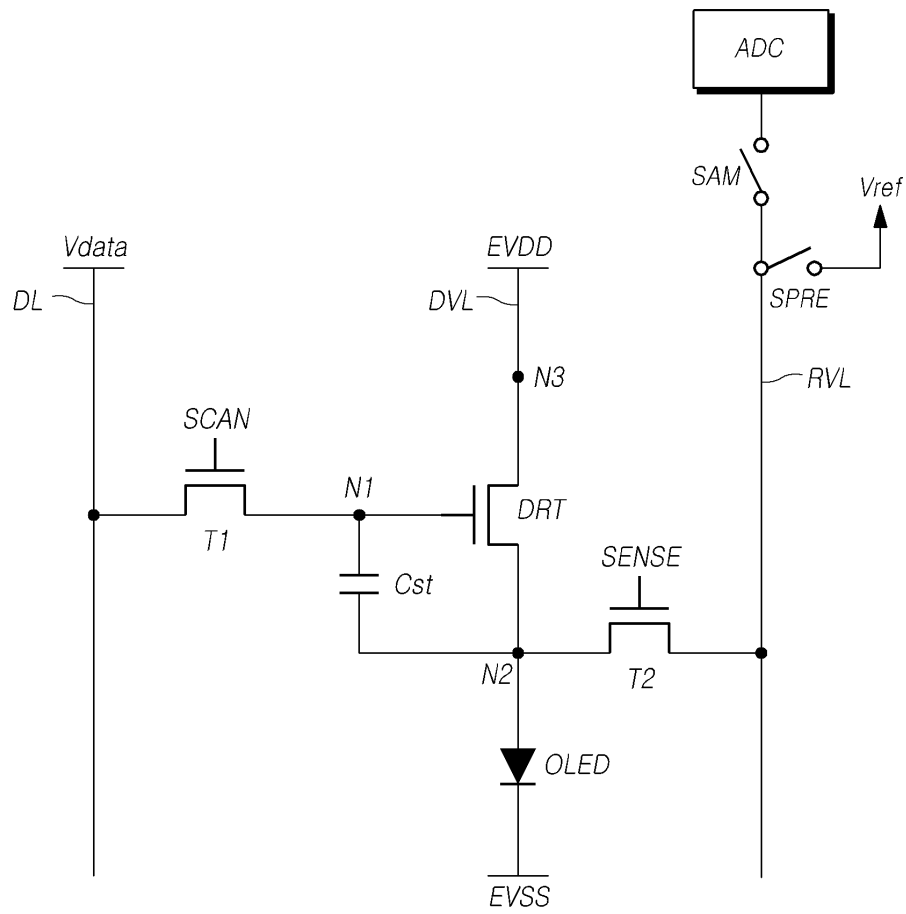 ADC
SAM
Vref
Vdata
EVDD
SPRE
DL
DVL
N3
RVL
SCAN
N1
DRT
T1
SENSE
Cst
N2
T2
OLED
EVSS